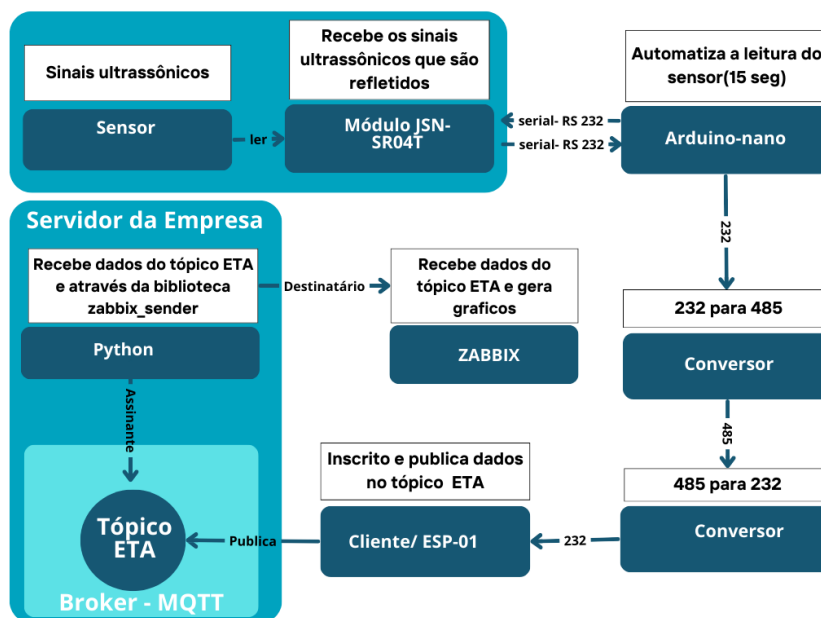 Sinais ultrassônicos
Sensor
ler
Recebe os sinais
ultrassônicos que são
refletidos
Módulo JSN-
SR04T
serial- RS 232
serial- RS 232
Automatiza a leitura do
sensor(15 seg)
Arduino-nano
232
232 para 485
Conversor
485
485 para 232
Conversor
232
Inscrito e publica dados
no tópico ETA
Cliente/ ESP-01
Publica
Servidor da Empresa
Recebe dados do tópico ETA
e através da biblioteca
zabbix_sender
Python
Destinatário
Recebe dados do
tópico ETA e gera
graficos
ZABBIX
Assinante
Tópico
ETA
Broker - MQTT